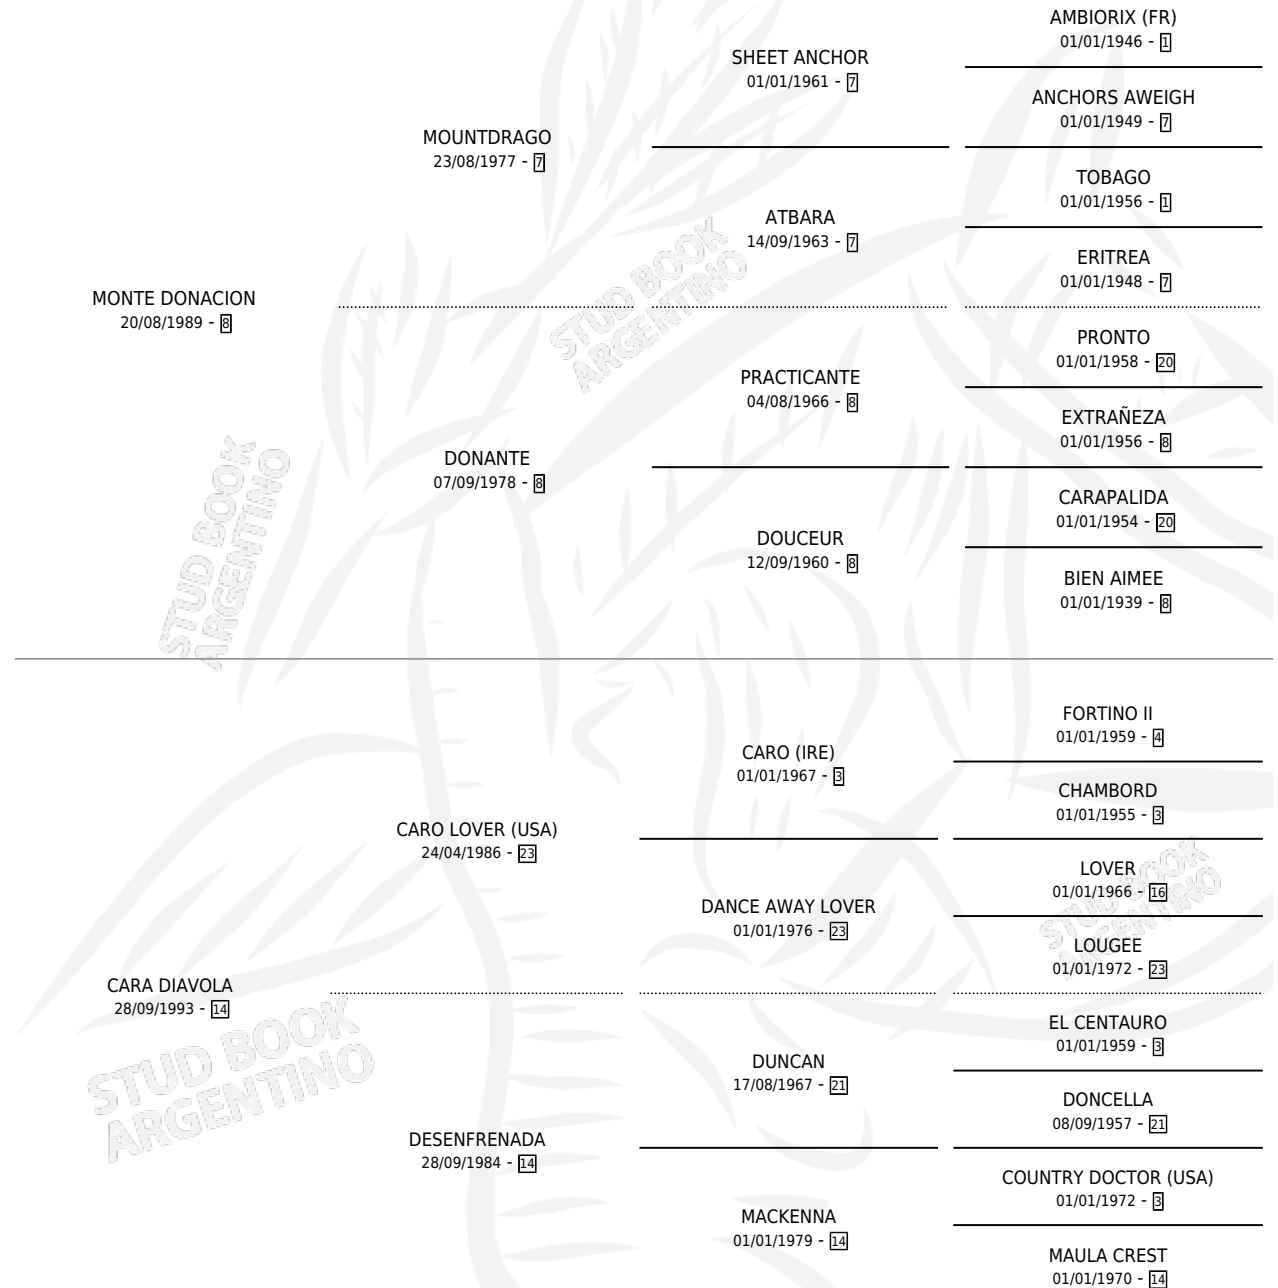 AMBIORIX (FR)
01/01/1946 - 1
SHEET ANCHOR
01/01/1961 - 7
ANCHORS AWEIGH
01/01/1949 - 7
MOUNTDRAGO
23/08/1977 - 7
TOBAGO
01/01/1956 - 1
ATBARA
14/09/1963 - 7
ERITREA
01/01/1948 - 7
MONTE DONACION
20/08/1989 - 8
PRONTO
01/01/1958 - 20
PRACTICANTE
04/08/1966 - 8
EXTRAÑEZA
01/01/1956 - 8
DONANTE
07/09/1978 - 8
CARAPALIDA
01/01/1954 - 20
DOUCEUR
12/09/1960 - 8
BIEN AIMEE
01/01/1939 - 8
FORTINO II
01/01/1959 - 4
CARO (IRE)
01/01/1967 - 3
CHAMBORD
01/01/1955 - 3
CARO LOVER (USA)
24/04/1986 - 23
LOVER
01/01/1966 - 16
DANCE AWAY LOVER
01/01/1976 - 23
LOUGEE
01/01/1972 - 23
CARA DIAVOLA
28/09/1993 - 14
EL CENTAURO
01/01/1959 - 3
DUNCAN
17/08/1967 - 21
DONCELLA
08/09/1957 - 21
DESENFRENADA
28/09/1984 - 14
COUNTRY DOCTOR (USA)
01/01/1972 - 3
MACKENNA
01/01/1979 - 14
MAULA CREST
01/01/1970 - 14
STUD BOOK
ARGENTINO
STUD BOOK
ARGENTINO
STUD BOOK
ARGENTINO
STUD BOOK
ARGENTINO